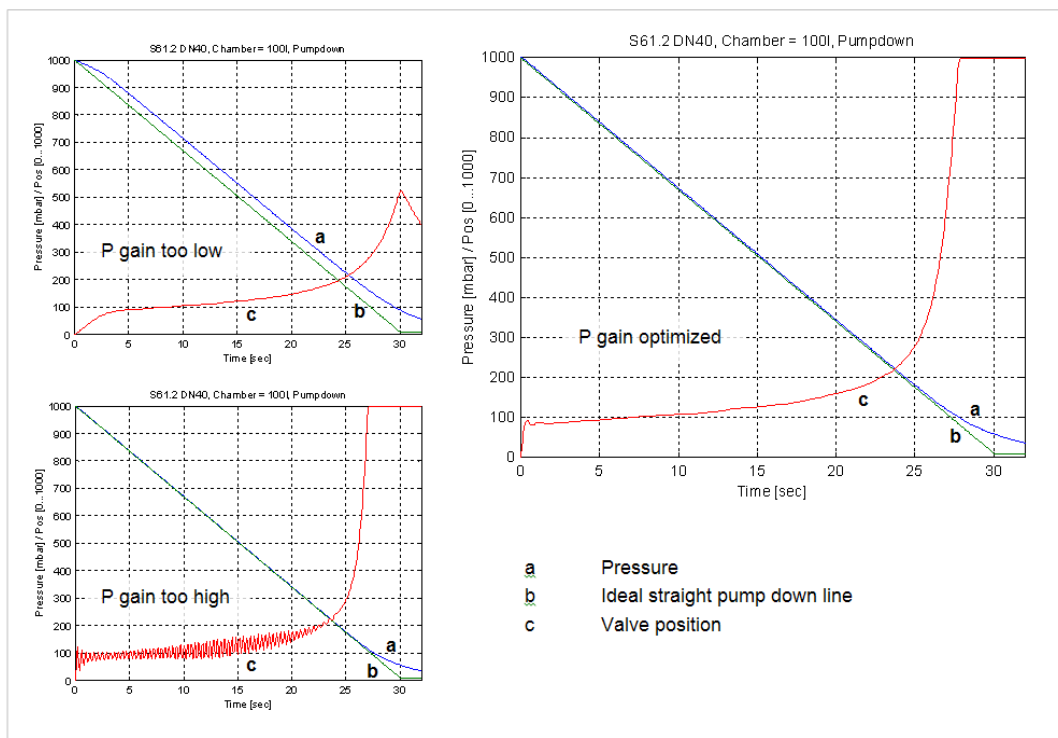 S61.2 DN40, Chamber = 100l, Pumpdown
Pressure [mbar] / Pos [0...1000]
1000
900
800
700
600
500
400
300
200
100
0
P gain too low
a
b
c
0 5 10 15 20 25 30
Time [sec]
S61.2 DN40, Chamber = 100l, Pumpdown
Pressure [mbar] / Pos [0...1000]
1000
900
800
700
600
500
400
300
200
100
0
P gain too high
a
b
c
0 5 10 15 20 25 30
Time [sec]
S61.2 DN40, Chamber = 100l, Pumpdown
Pressure [mbar] / Pos [0...1000]
1000
900
800
700
600
500
400
300
200
100
0
P gain optimized
c
a
b
0 5 10 15 20 25 30
Time [sec]
a Pressure
b Ideal straight pump down line
c Valve position